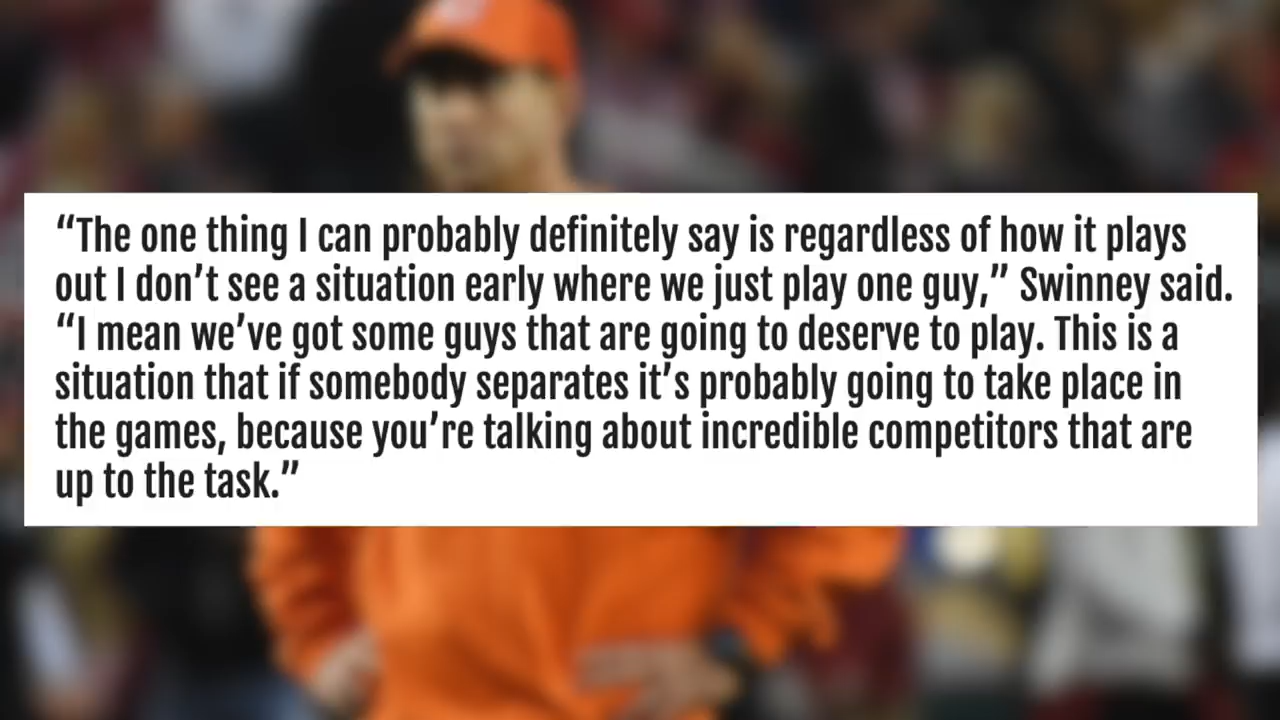 “The one thing I can probably definitely say is regardless of how it plays
out I don’t see a situation early where we just play one guy,” Swinney said.
“I mean we’ve got some guys that are going to deserve to play. This is a
situation that if somebody separates it’s probably going to take place in
the games, because you’re talking about incredible competitors that are
up to the task.”